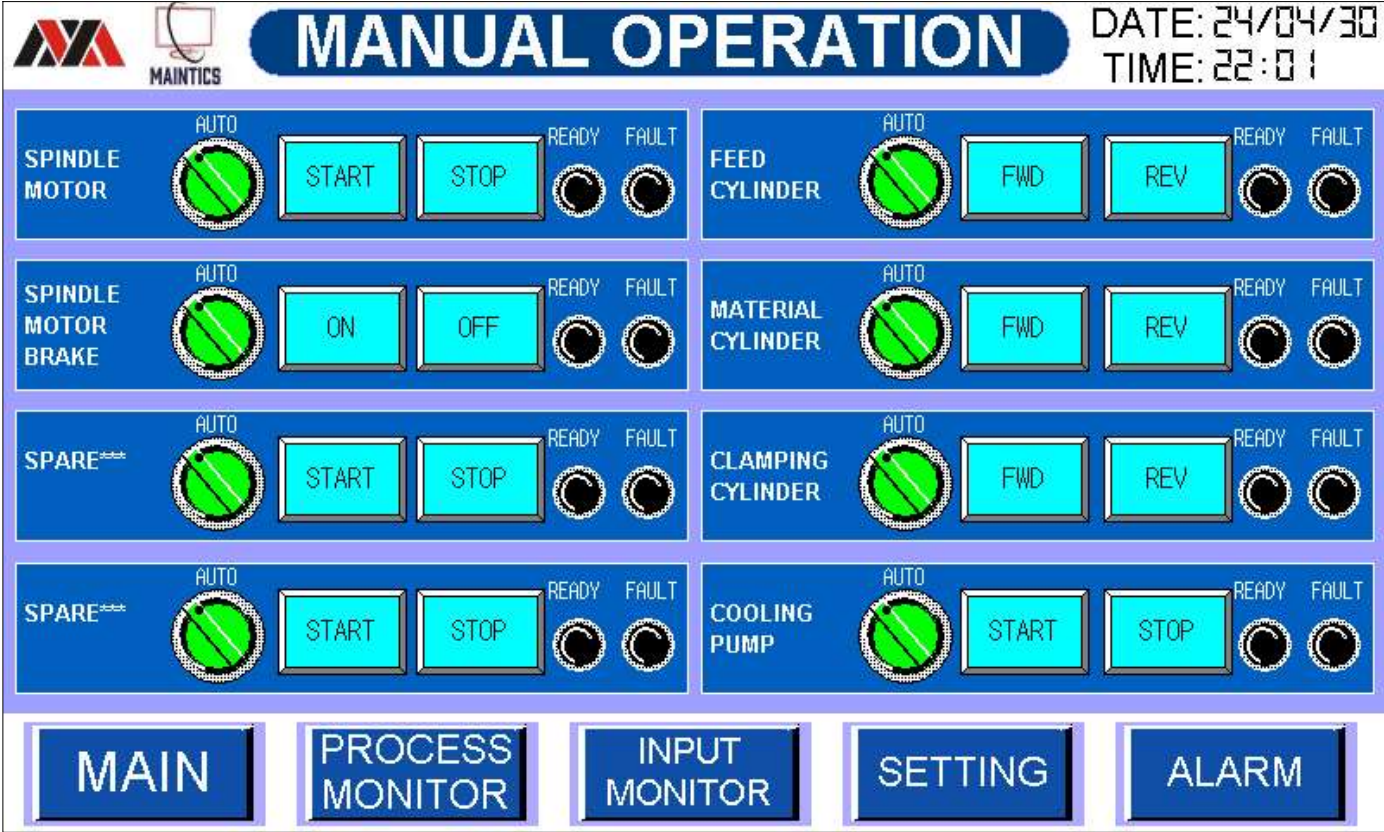 MAINTICS
MANUAL OPERATION
DATE: 24/04/30
TIME: 22:01
SPINDLE
MOTOR
AUTO
START
STOP
READY
FAULT
FEED
CYLINDER
AUTO
FWD
REV
READY
FAULT
SPINDLE
MOTOR
BRAKE
AUTO
ON
OFF
READY
FAULT
MATERIAL
CYLINDER
AUTO
FWD
REV
READY
FAULT
SPARE***
AUTO
START
STOP
READY
FAULT
CLAMPING
CYLINDER
AUTO
FWD
REV
READY
FAULT
SPARE***
AUTO
START
STOP
READY
FAULT
COOLING
PUMP
AUTO
START
STOP
READY
FAULT
MAIN
PROCESS
MONITOR
INPUT
MONITOR
SETTING
ALARM